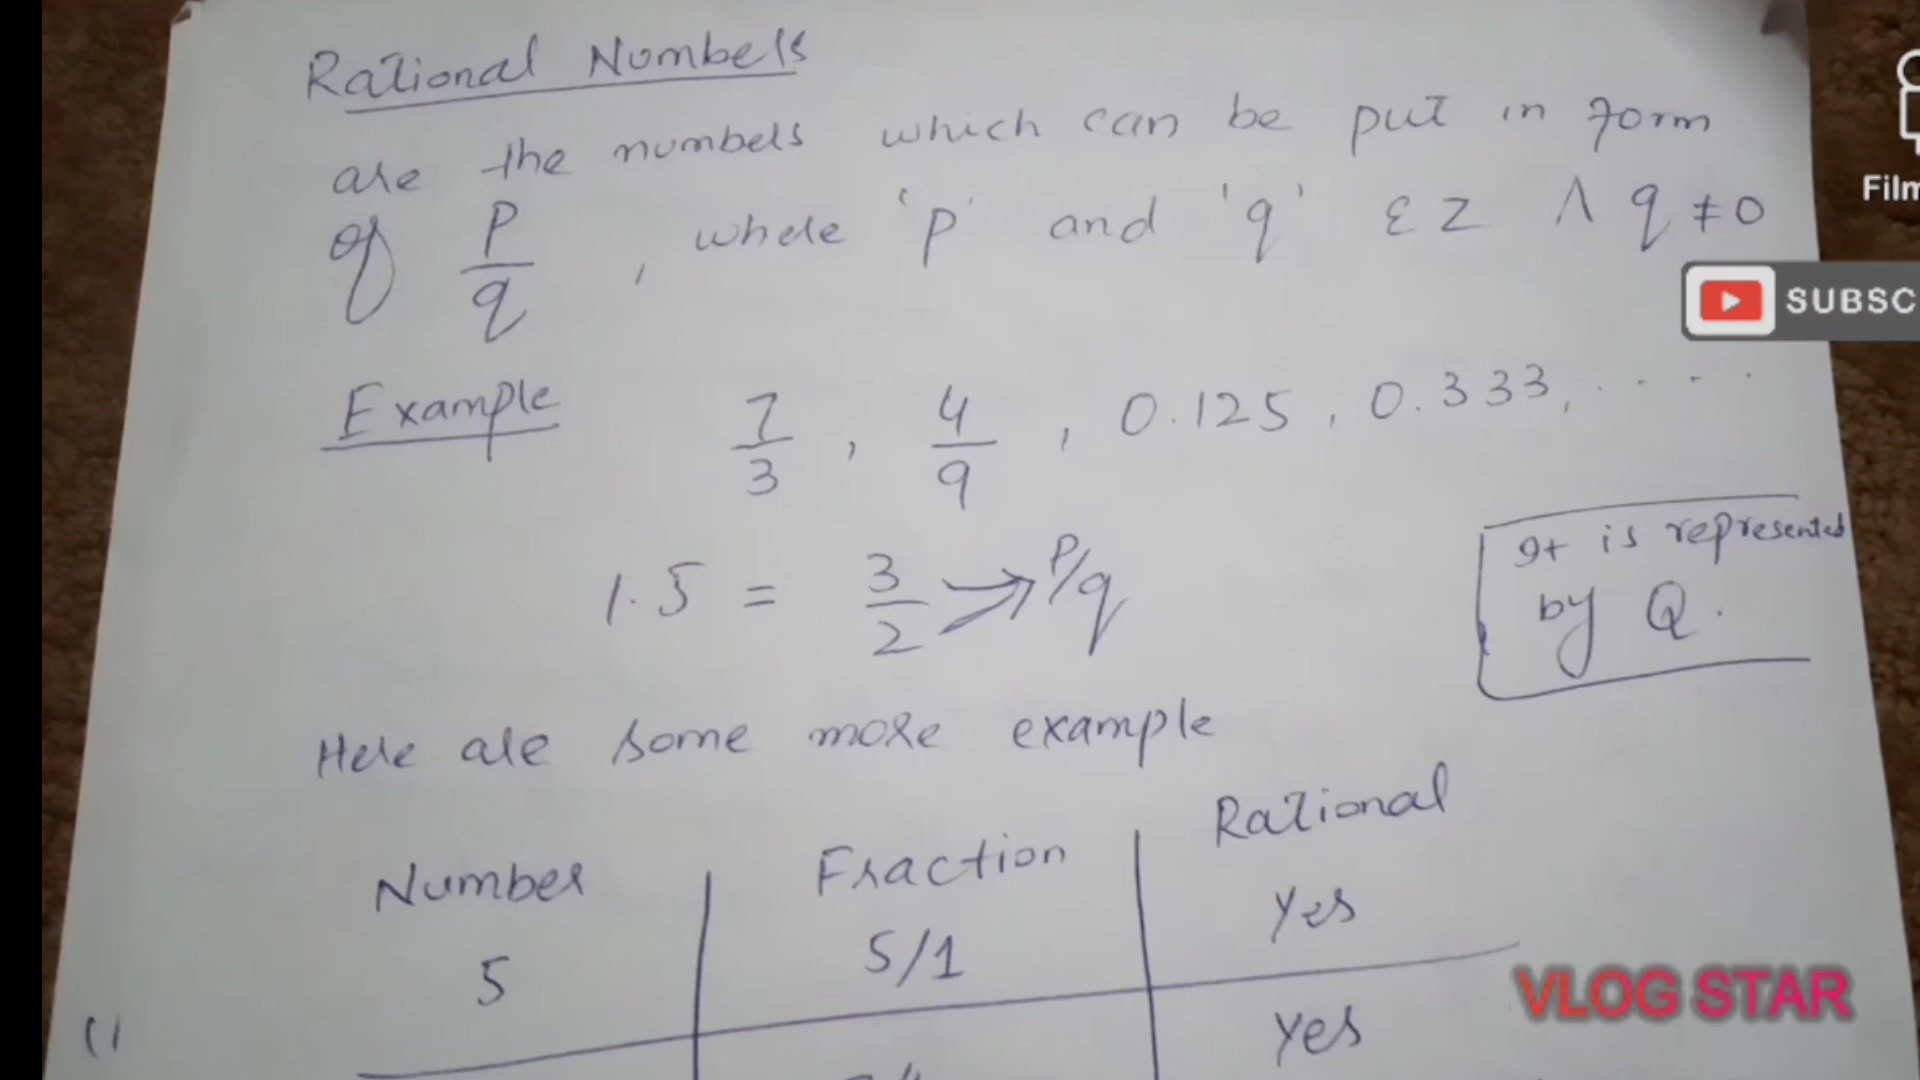 Rational Numbers
are the numbers which can be put in form
of p/q , where 'p' and 'q' ε Z ∧ q ≠ 0
Example 7/3 , 4/9 , 0.125 , 0.333, . . . .
1.5 = 3/2 → p/q
It is represented
by Q.
Here are some more example
Number Fraction Rational
5 5/1 Yes
Yes
Film
SUBSC
VLOG STAR